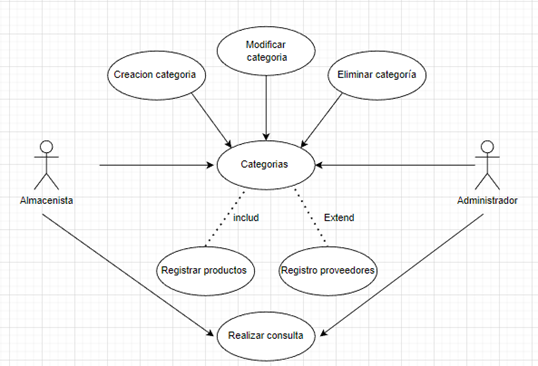 Modificar
categoria
Creacion categoria
Eliminar categoría
Categorias
Almacenista
Administrador
includ
Extend
Registrar productos
Registro proveedores
Realizar consulta